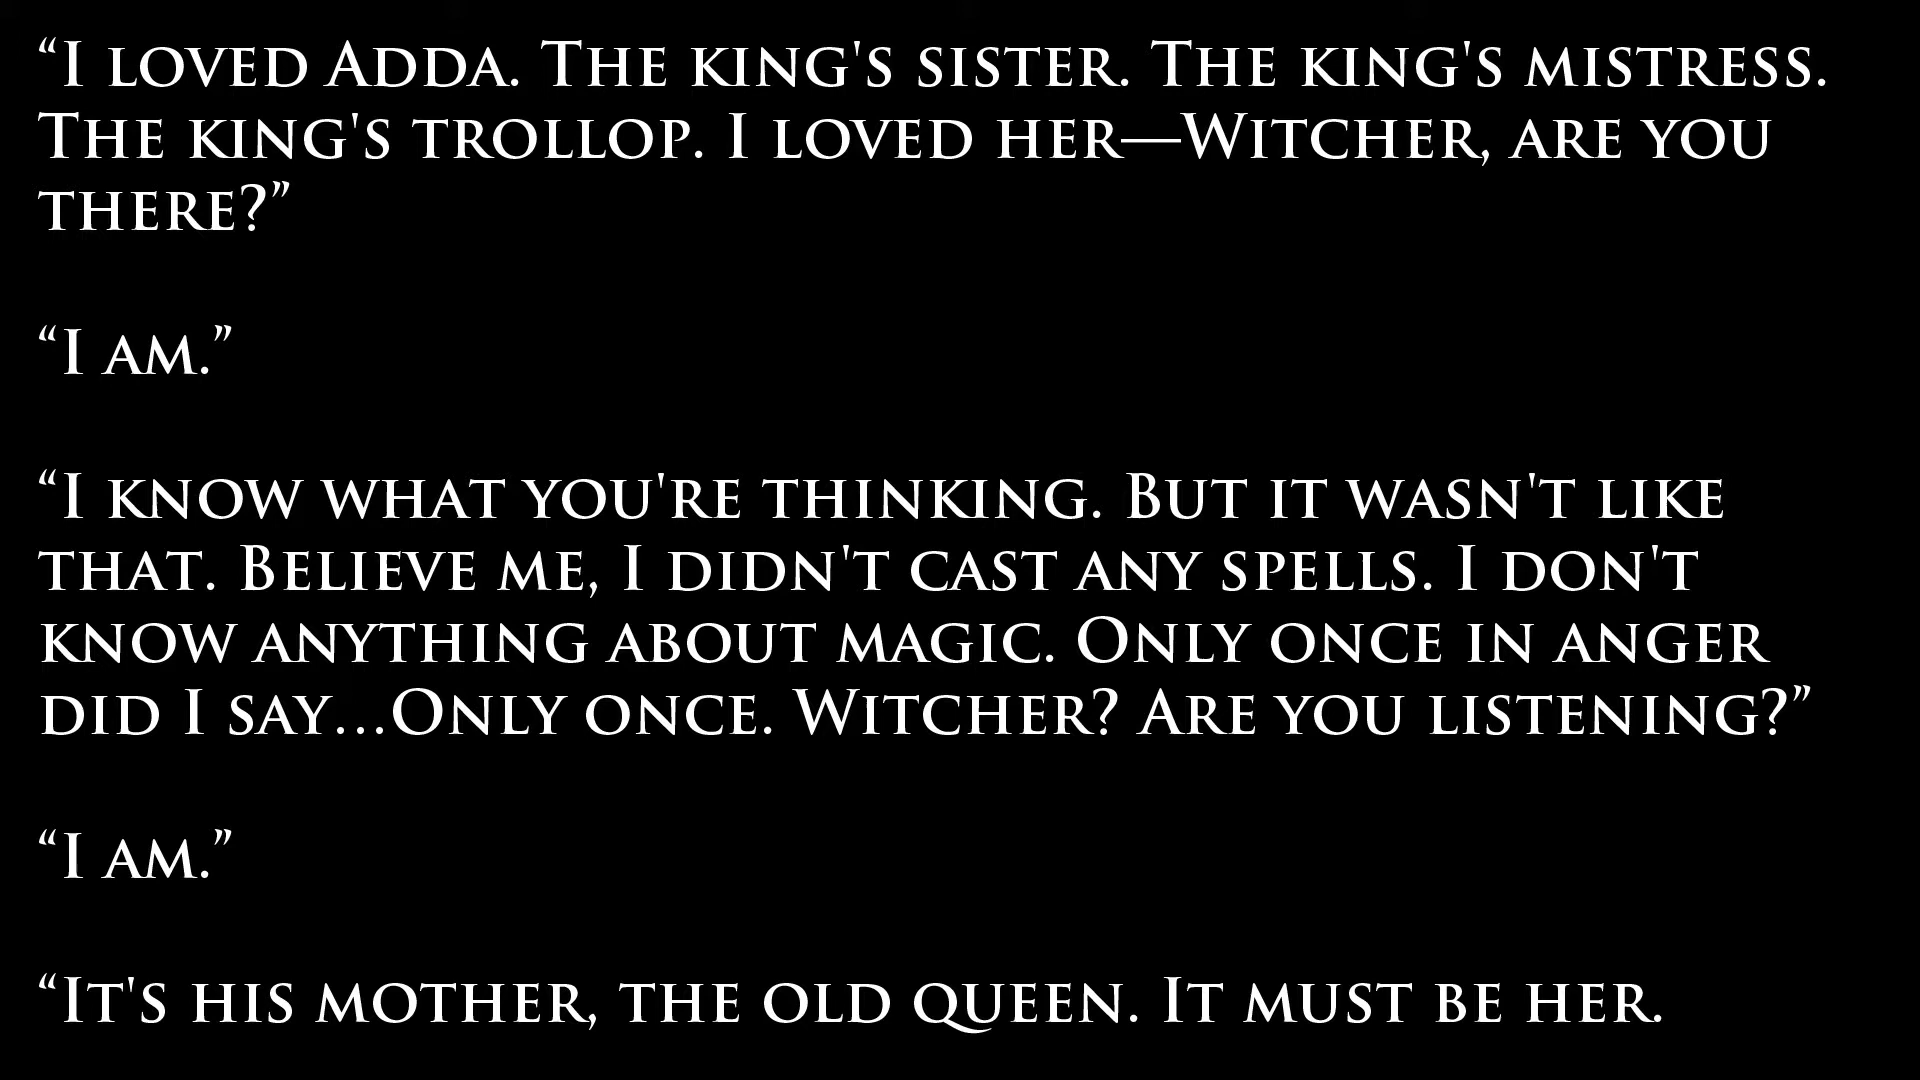 “I loved Adda. The king's sister. The king's mistress.
The king's trollop. I loved her—Witcher, are you
there?”
“I am.”
“I know what you're thinking. But it wasn't like
that. Believe me, I didn't cast any spells. I don't
know anything about magic. Only once in anger
did I say…Only once. Witcher? Are you listening?”
“I am.”
“It's his mother, the old queen. It must be her.